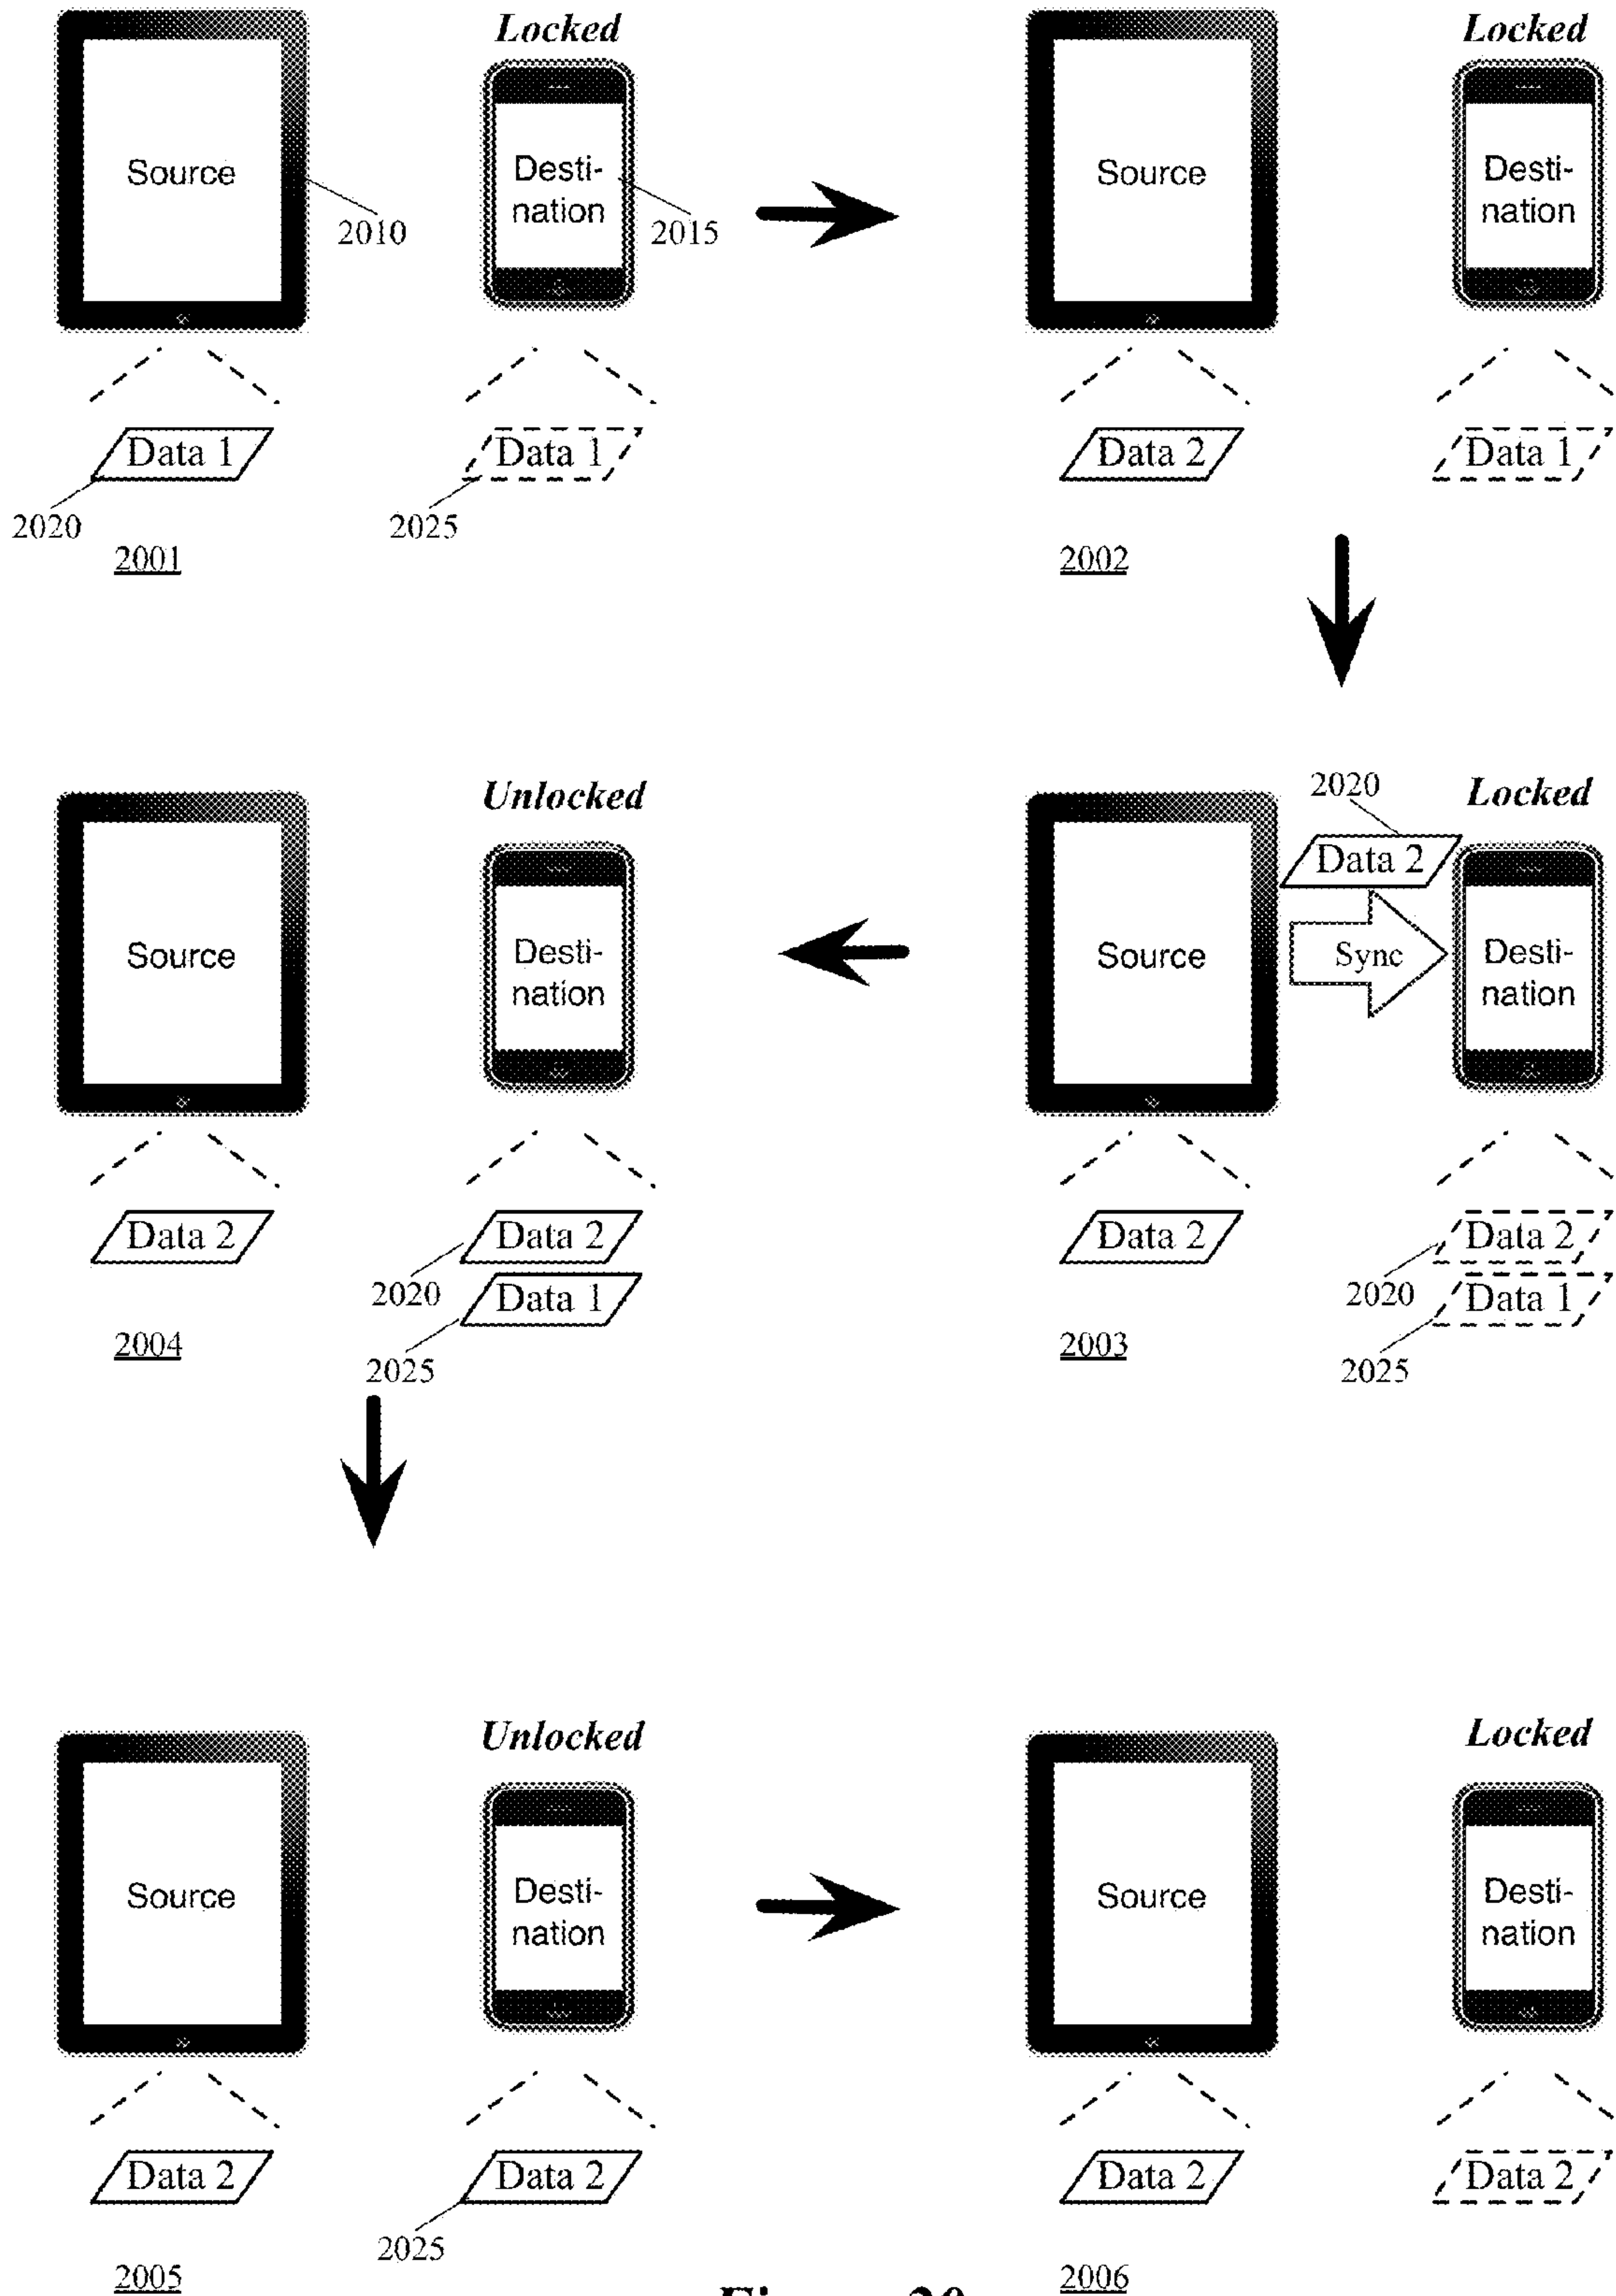 Locked
Source
Desti-
nation
2010
2015
Data 1
Data 1
2020
2025
2001
Locked
Source
Desti-
nation
Data 2
Data 1
2002
2020
Locked
Data 2
Source
Sync
Desti-
nation
Data 2
Data 2
2020
Data 1
2003
2025
Unlocked
Source
Desti-
nation
Data 2
Data 2
2020
Data 1
2004
2025
Unlocked
Source
Desti-
nation
Data 2
Data 2
2025
2005
Locked
Source
Desti-
nation
Data 2
Data 2
2006